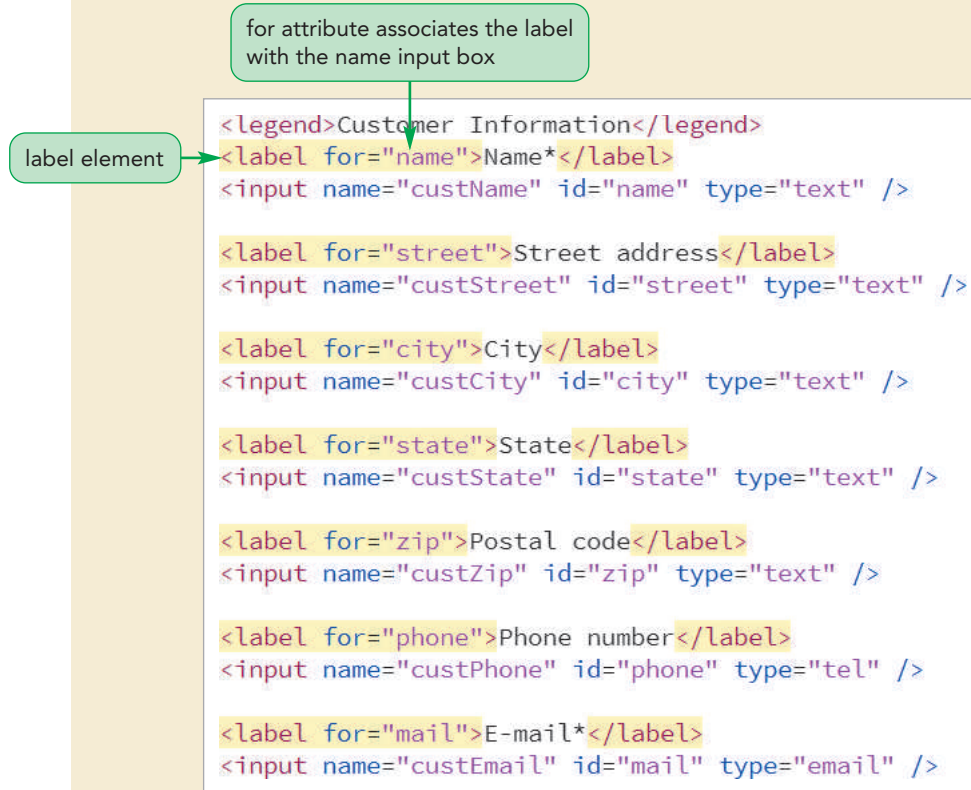 for attribute associates the label
with the name input box
label element
<legend>Customer Information</legend>
<label for="name">Name*</label>
<input name="custName" id="name" type="text" />
<label for="street">Street address</label>
<input name="custStreet" id="street" type="text" />
<label for="city">City</label>
<input name="custCity" id="city" type="text" />
<label for="state">State</label>
<input name="custState" id="state" type="text" />
<label for="zip">Postal code</label>
<input name="custZip" id="zip" type="text" />
<label for="phone">Phone number</label>
<input name="custPhone" id="phone" type="tel" />
<label for="mail">E-mail*</label>
<input name="custEmail" id="mail" type="email" />